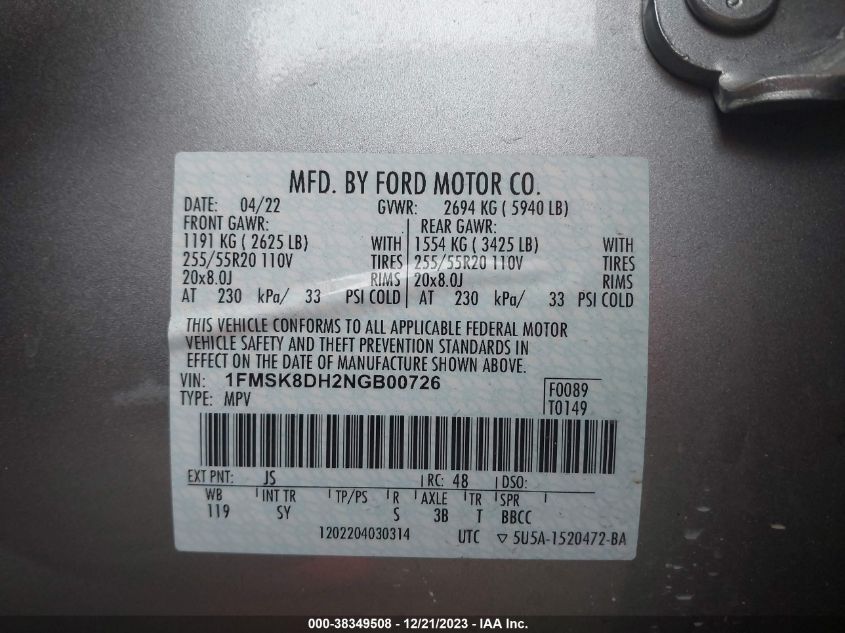 MFD. BY FORD MOTOR CO.
DATE: 04/22 GVWR: 2694 KG ( 5940 LB)
FRONT GAWR: REAR GAWR:
1191 KG ( 2625 LB) WITH 1554 KG ( 3425 LB) WITH
255/55R20 110V TIRES 255/55R20 110V TIRES
20x8.0J RIMS 20x8.0J RIMS
AT 230 kPa/ 33 PSI COLD AT 230 kPa/ 33 PSI COLD
THIS VEHICLE CONFORMS TO ALL APPLICABLE FEDERAL MOTOR
VEHICLE SAFETY AND THEFT PREVENTION STANDARDS IN
EFFECT ON THE DATE OF MANUFACTURE SHOWN ABOVE.
VIN: 1FMSK8DH2NGB00726 F0089
TYPE: MPV T0149
EXT PNT: JS RC: 48 DSO:
WB INT TR TP/PS R AXLE TR SPR
119 SY S 3B T BBCC
1202204030314 UTC ▽ 5U5A-1520472-BA
000-38349508 - 12/21/2023 - IAA Inc.